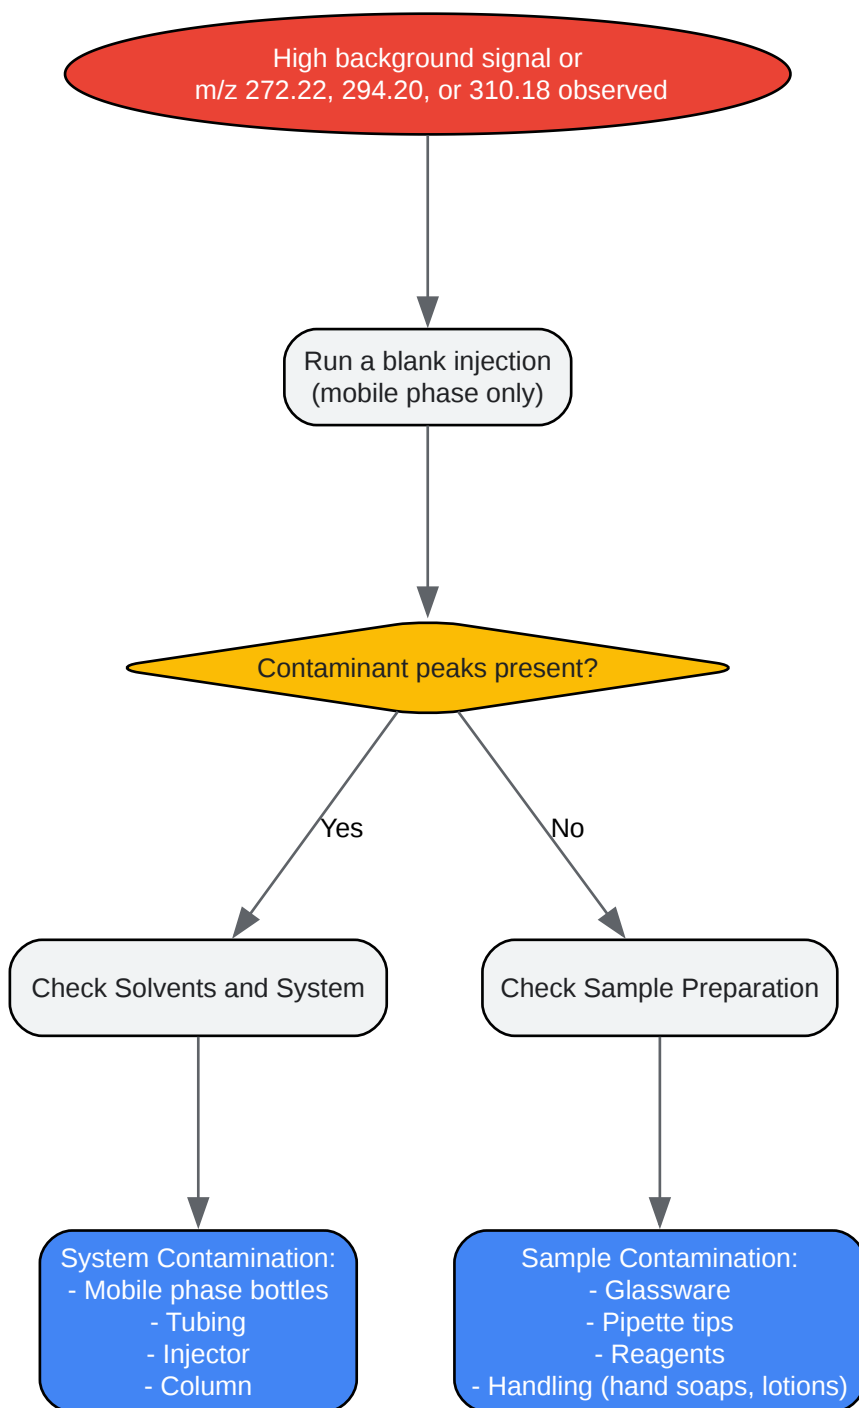 High background signal or
m/z 272.22, 294.20, or 310.18 observed
Run a blank injection
(mobile phase only)
Contaminant peaks present?
Yes
No
Check Solvents and System
Check Sample Preparation
System Contamination:
- Mobile phase bottles
- Tubing
- Injector
- Column
Sample Contamination:
- Glassware
- Pipette tips
- Reagents
- Handling (hand soaps, lotions)